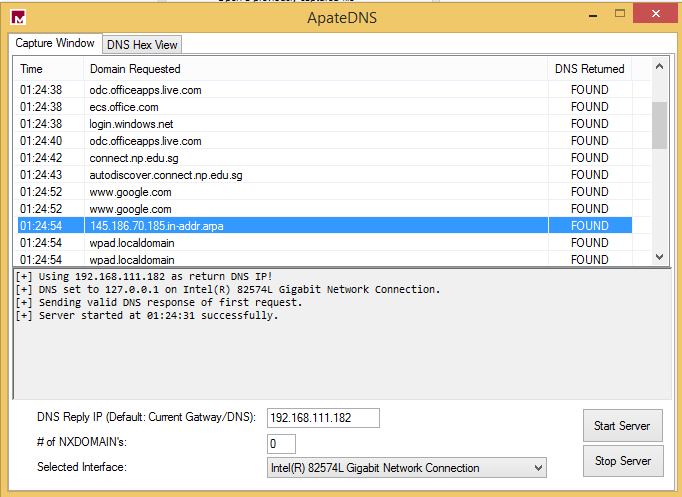 ApateDNS
Capture Window DNS Hex View
Time Domain Requested DNS Returned
01:24:38 odc.officeapps.live.com FOUND
01:24:38 ecs.office.com FOUND
01:24:38 login.windows.net FOUND
01:24:40 odc.officeapps.live.com FOUND
01:24:42 connect.np.edu.sg FOUND
01:24:43 autodiscover.connect.np.edu.sg FOUND
01:24:52 www.google.com FOUND
01:24:52 www.google.com FOUND
01:24:54 145.186.70.185.in-addr.arpa FOUND
01:24:54 wpad.localdomain FOUND
01:24:54 wpad.localdomain FOUND
[+] Using 192.168.111.182 as return DNS IP!
[+] DNS set to 127.0.0.1 on Intel(R) 82574L Gigabit Network Connection.
[+] Sending valid DNS response of first request.
[+] Server started at 01:24:31 successfully.
DNS Reply IP (Default: Current Gatway/DNS): 192.168.111.182
Start Server
# of NXDOMAIN's: 0
Stop Server
Selected Interface: Intel(R) 82574L Gigabit Network Connection